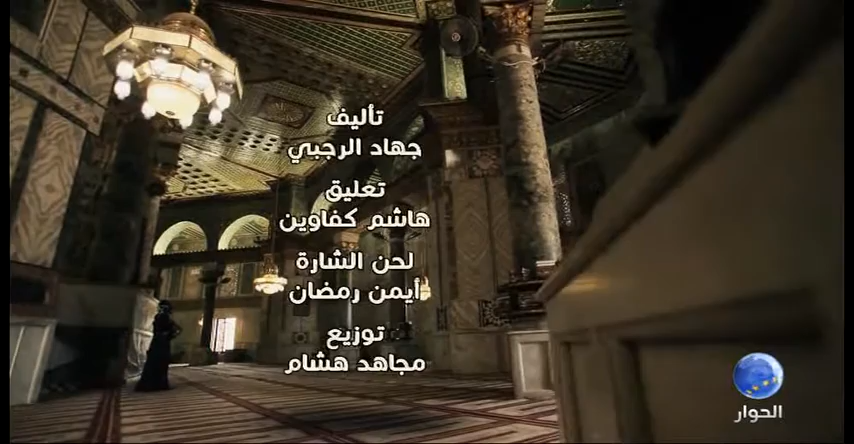 تأليف
جهاد الرجبي
تعليق
هاشم كفاوين
لحن الشارة
أيمن رمضان
توزيع
مجاهد هشام
الحوار